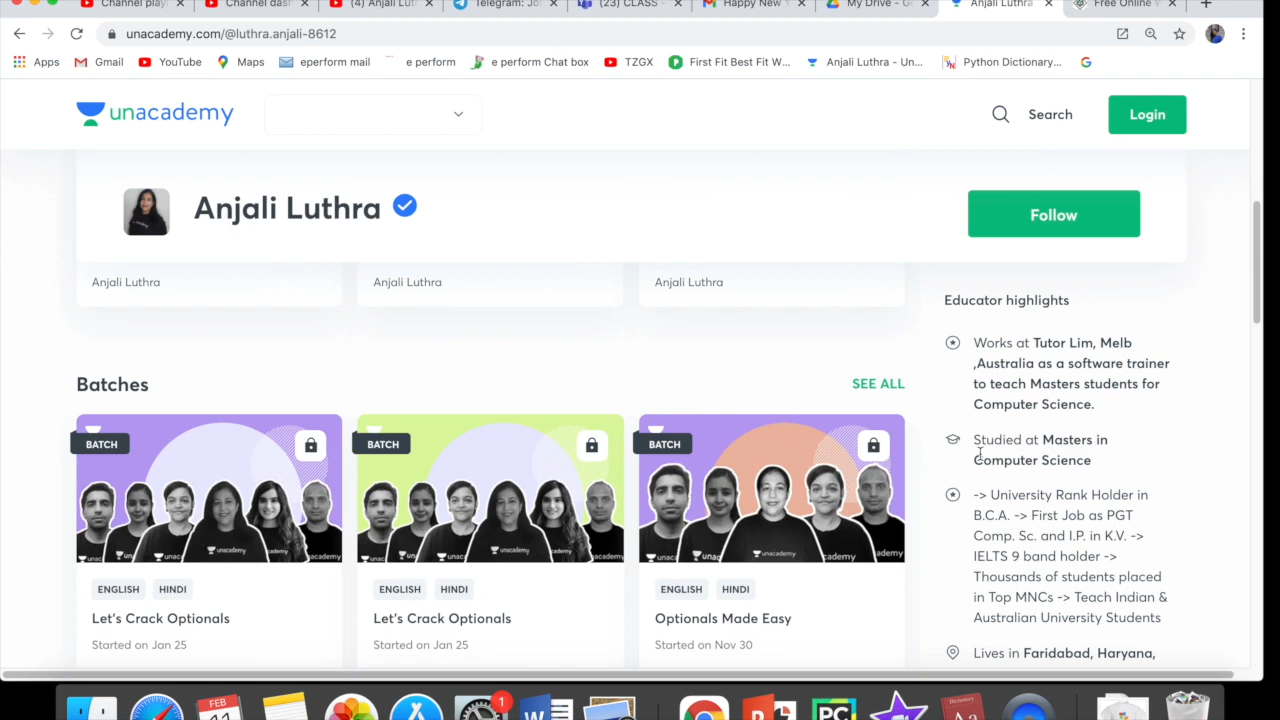 Channel play
Channel das
(4) Anjali Lut
Telegram: Jo
(23) CLASS -
Happy New Y
My Drive - G
Anjali Luthra
Free Online V
unacademy.com/@luthra.anjali-8612
Apps
Gmail
YouTube
Maps
eperform mail
e perform
e perform Chat box
TZGX
First Fit Best Fit W...
Anjali Luthra - Un...
Python Dictionary...
unacademy
Search
Login
Anjali Luthra
Follow
Anjali Luthra
Anjali Luthra
Anjali Luthra
Batches
SEE ALL
BATCH
BATCH
BATCH
unacademy
unacademy
unacademy
ENGLISH HINDI
ENGLISH HINDI
ENGLISH HINDI
Let's Crack Optionals
Let's Crack Optionals
Optionals Made Easy
Started on Jan 25
Started on Jan 25
Started on Nov 30
Educator highlights
Works at Tutor Lim, Melb
,Australia as a software trainer
to teach Masters students for
Computer Science.
Studied at Masters in
Computer Science
-> University Rank Holder in
B.C.A. -> First Job as PGT
Comp. Sc. and I.P. in K.V. ->
IELTS 9 band holder ->
Thousands of students placed
in Top MNCs -> Teach Indian &
Australian University Students
Lives in Faridabad, Haryana,
FEB
1
W
P
PC
Aa